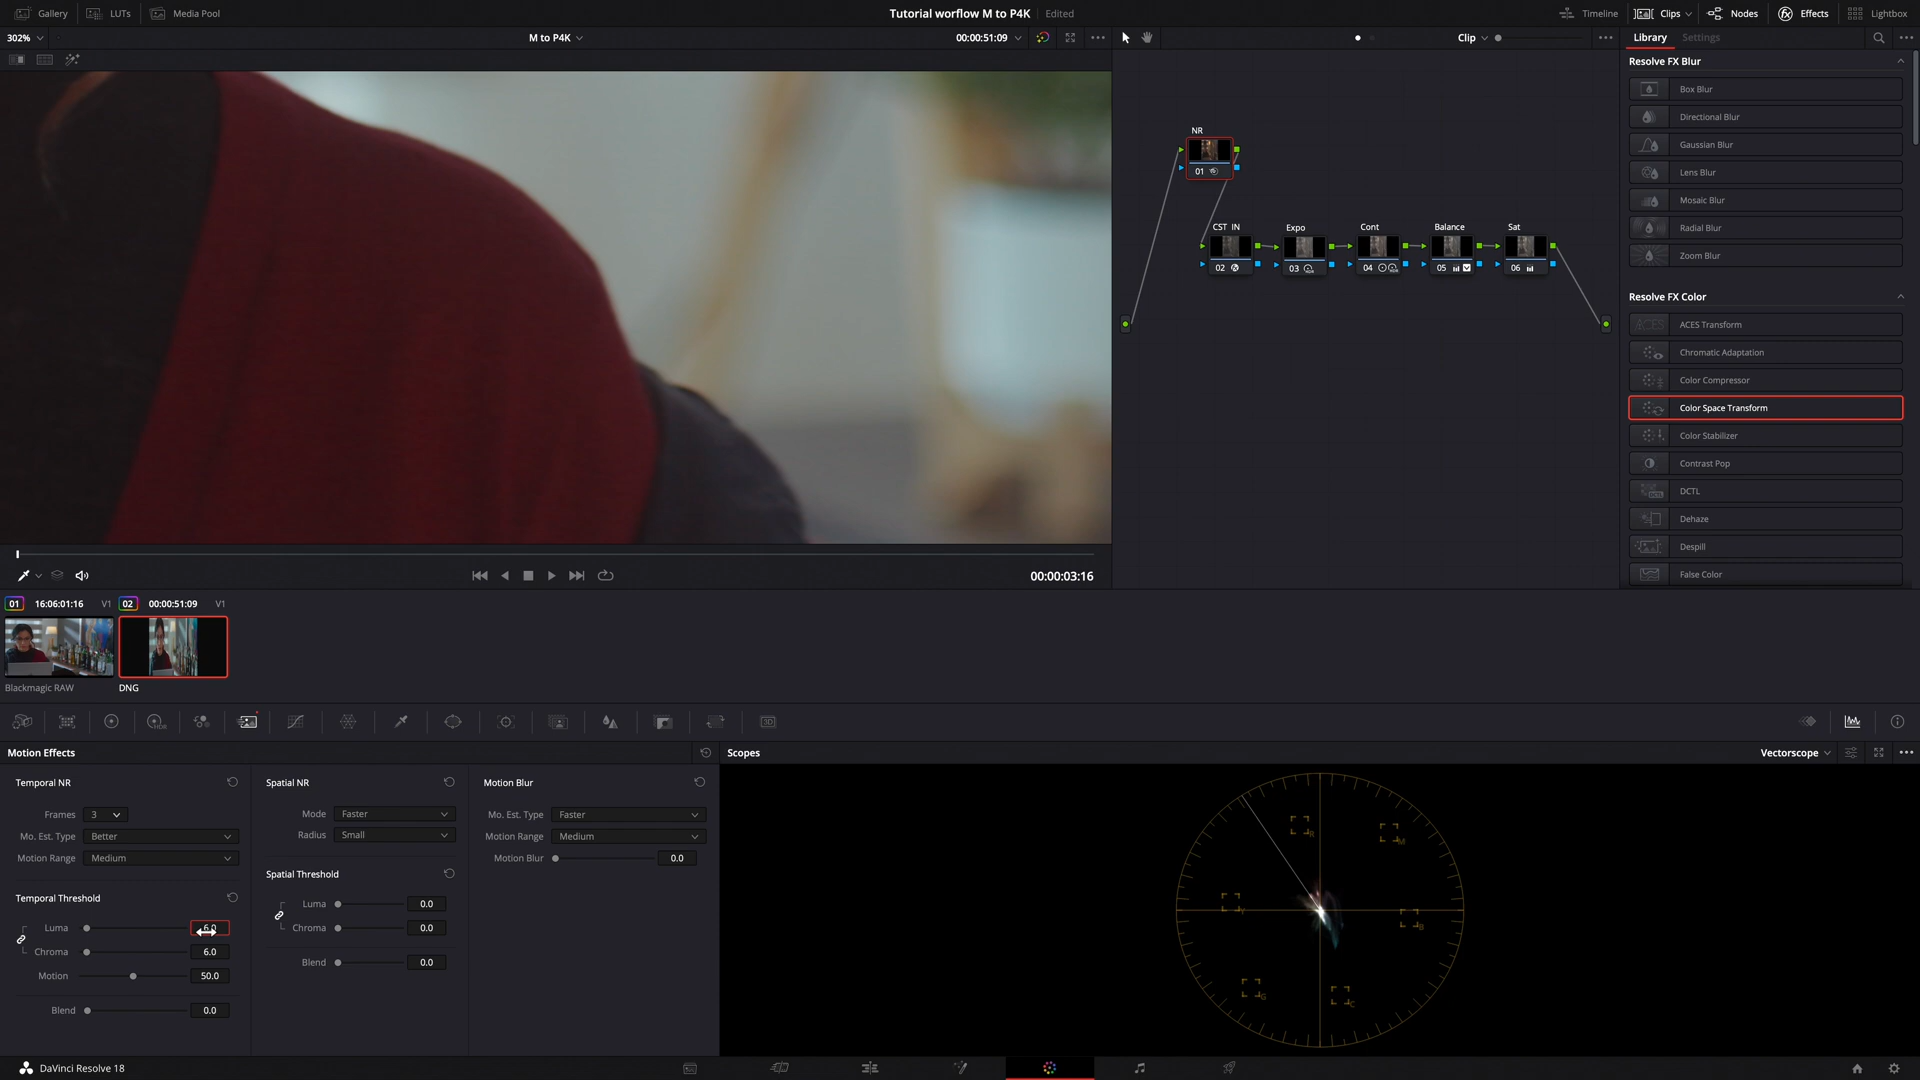 Gallery LUTs Media Pool Tutorial worflow M to P4K Edited Timeline Clips Nodes Effects Lightbox
302% M to P4K 00:00:51:09 Clip Library Settings
Resolve FX Blur
Box Blur
Directional Blur
Gaussian Blur
Lens Blur
Mosaic Blur
Radial Blur
Zoom Blur
Resolve FX Color
ACES Transform
Chromatic Adaptation
Color Compressor
Color Space Transform
Color Stabilizer
Contrast Pop
DCTL
Dehaze
Despill
False Color
NR
01
CST IN Expo Cont Balance Sat
02 03 04 05 06
00:00:03:16
01 16:06:01:16 V1 02 00:00:51:09 V1
Blackmagic RAW DNG
Motion Effects
Temporal NR
Frames 3
Mo. Est. Type Better
Motion Range Medium
Temporal Threshold
Luma
Chroma 6.0
Motion 50.0
Blend 0.0
Spatial NR
Mode Faster
Radius Small
Spatial Threshold
Luma 0.0
Chroma 0.0
Blend 0.0
Motion Blur
Mo. Est. Type Faster
Motion Range Medium
Motion Blur 0.0
Scopes Vectorscope
R
M
Y
B
G
C
DaVinci Resolve 18